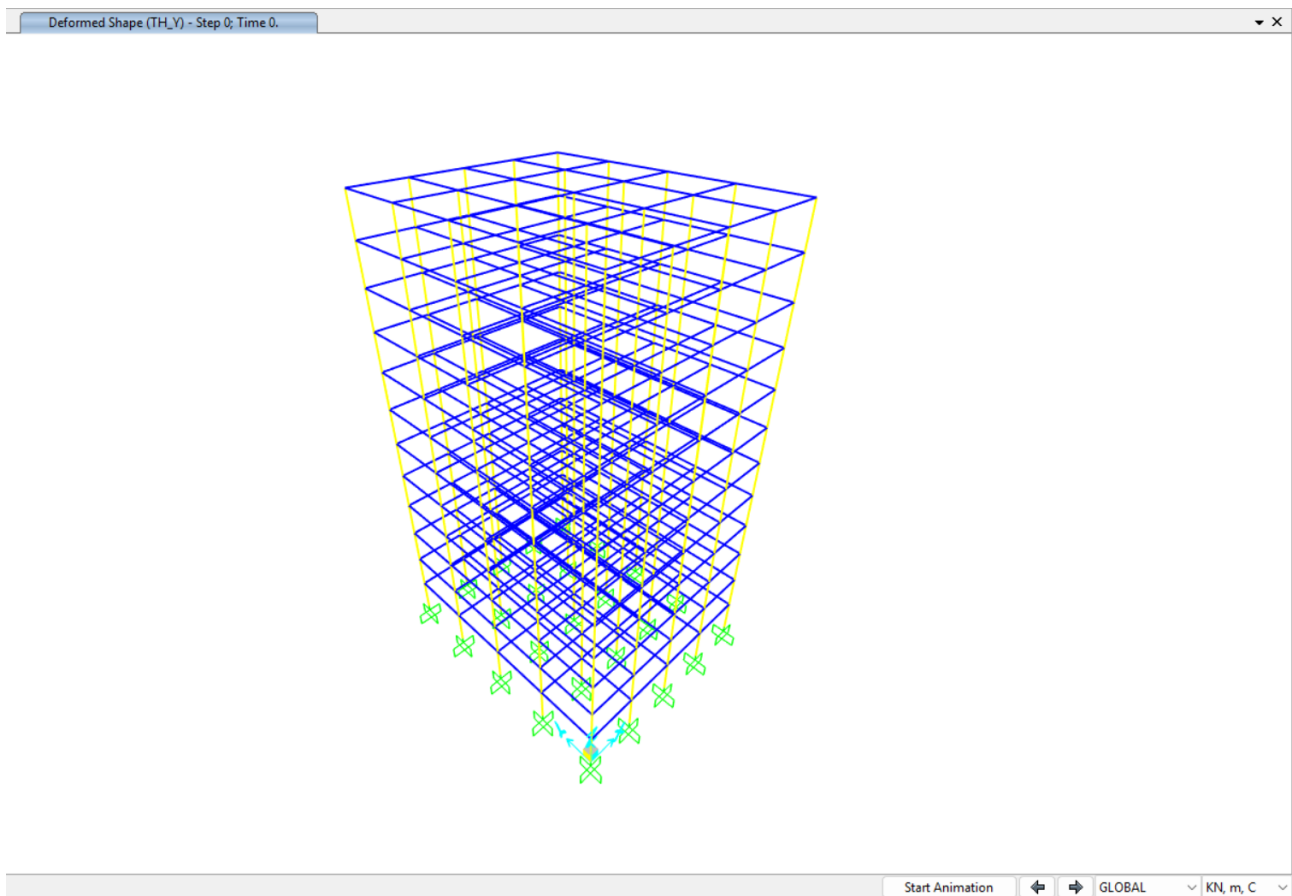 Deformed Shape (TH_Y) - Step 0; Time 0.
Start Animation
GLOBAL
KN, m, C